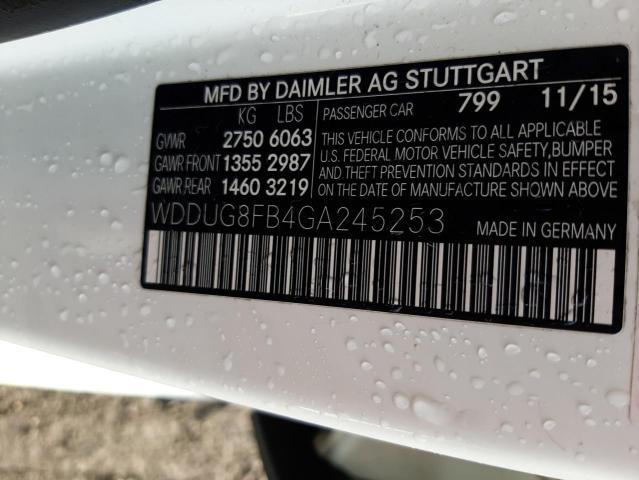 MFD BY DAIMLER AG STUTTGART
KG LBS PASSENGER CAR 799 11/15
GVWR 2750 6063
GAWR FRONT 1355 2987
GAWR REAR 1460 3219
THIS VEHICLE CONFORMS TO ALL APPLICABLE
U.S. FEDERAL MOTOR VEHICLE SAFETY,BUMPER
AND THEFT PREVENTION STANDARDS IN EFFECT
ON THE DATE OF MANUFACTURE SHOWN ABOVE
WDDUG8FB4GA245253 MADE IN GERMANY